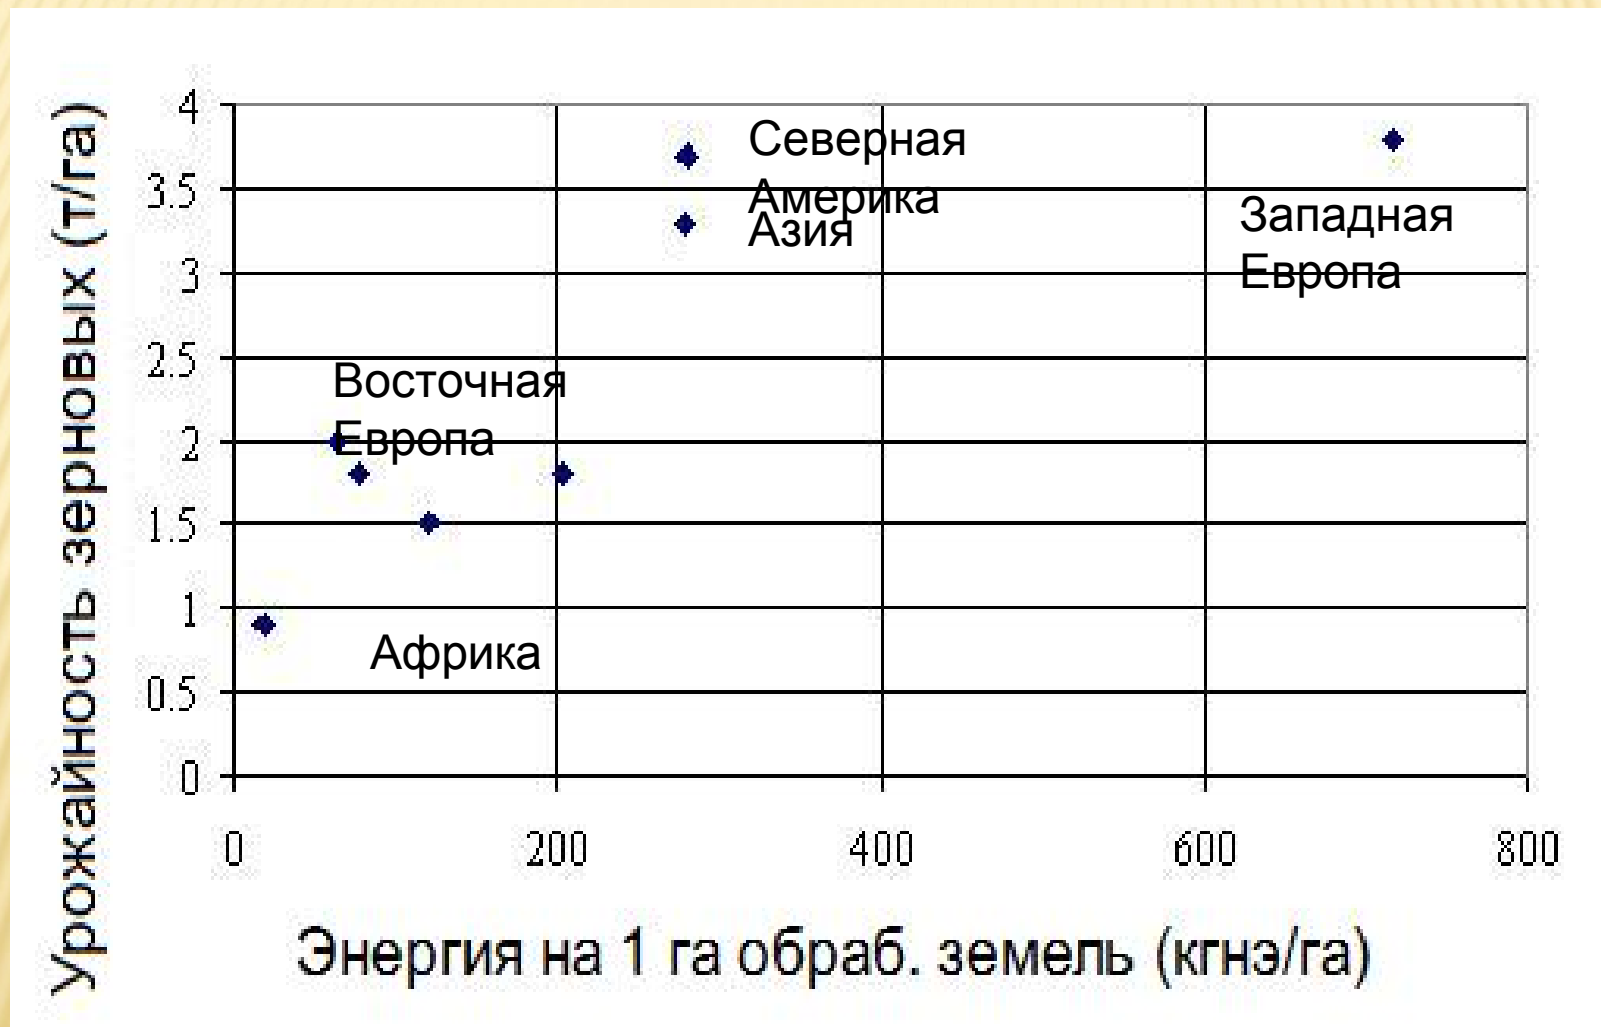 Урожайность зерновых (т/га)
4
3.5
3
2.5
2
1.5
1
0.5
0
Северная
Америка
Азия
Западная
Европа
Восточная
Европа
Африка
0 200 400 600 800
Энергия на 1 га обраб. земель (кгнэ/га)